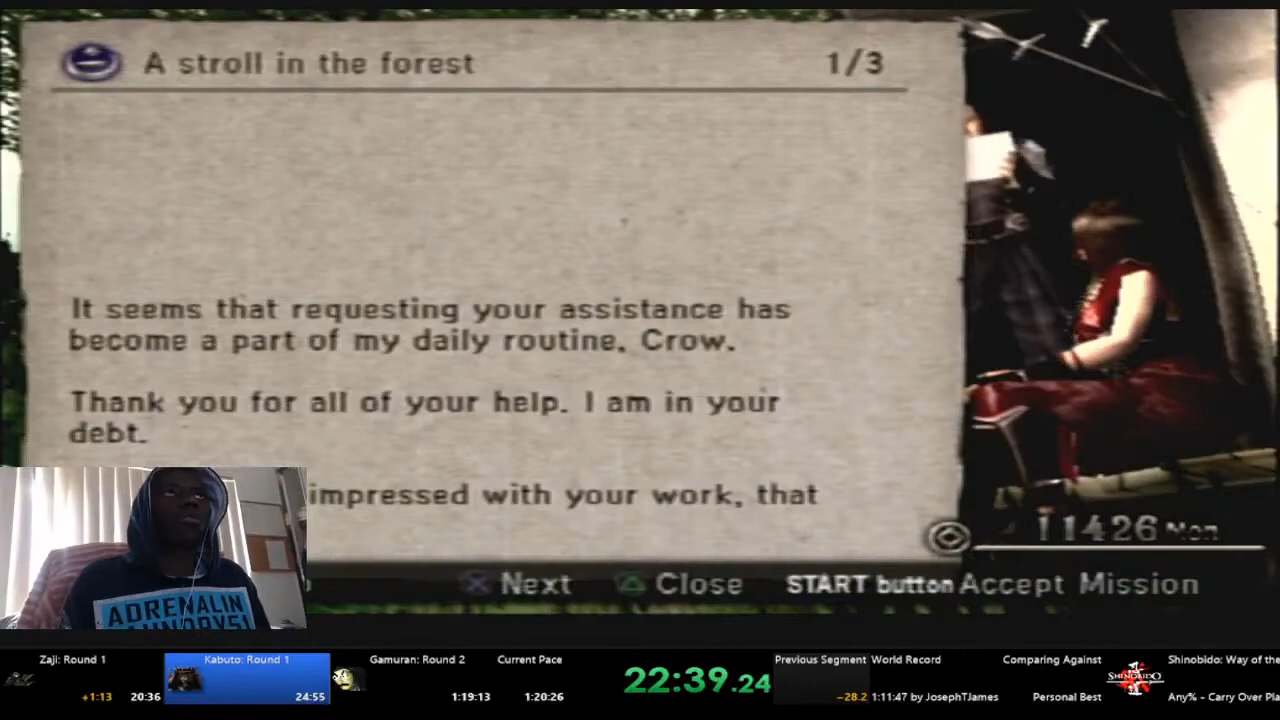 A stroll in the forest 1/3
It seems that requesting your assistance has
become a part of my daily routine, Crow.
Thank you for all of your help. I am in your
debt.
impressed with your work, that
11426 Mon
Next Close START button Accept Mission
ADRENALIN
Zaji: Round 1 Kabuto: Round 1 Gamuran: Round 2 Current Pace 22:39.24 Previous Segment World Record Comparing Against SHINOBIDO Shinobido: Way of the
+1:13 20:36 24:55 1:19:13 1:20:26 −28.2 1:11:47 by JosephTJames Personal Best Any% - Carry Over Pla